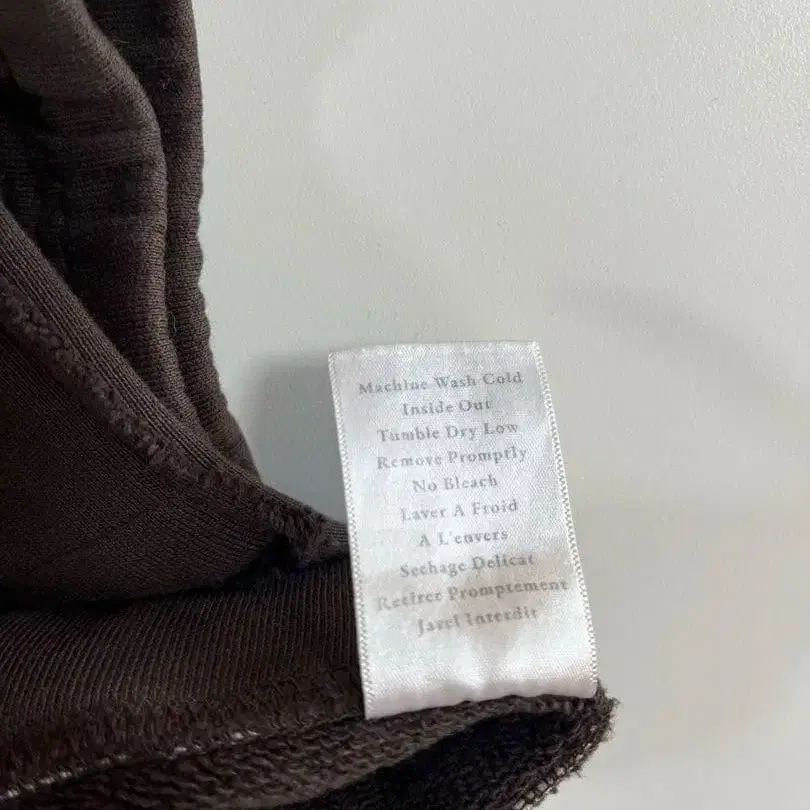 Machine Wash Cold
Inside Out
Tumble Dry Low
Remove Promptly
No Bleach
Laver A Froid
A L'envers
Sechage Delicat
Retirer Promptement
Javel Interdit